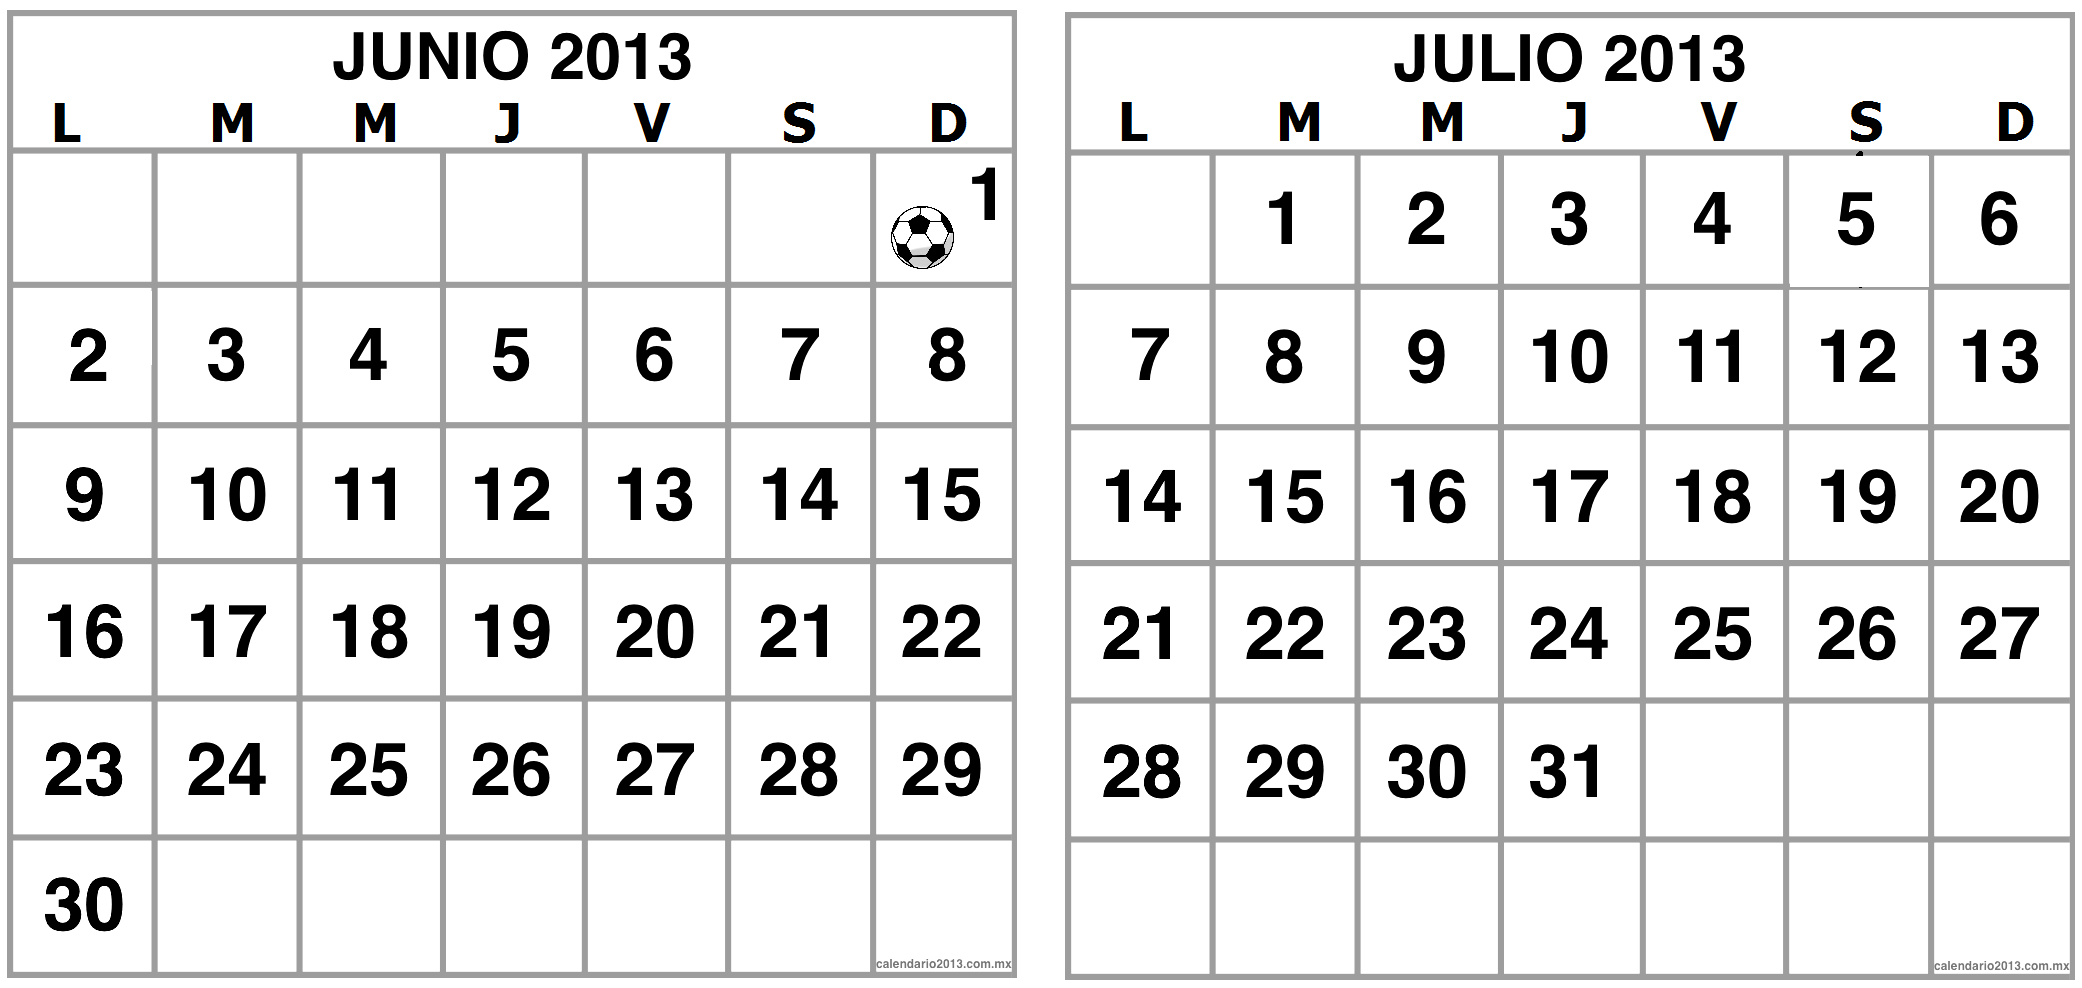 JUNIO 2013
L M M J V S D
1
2 3 4 5 6 7 8
9 10 11 12 13 14 15
16 17 18 19 20 21 22
23 24 25 26 27 28 29
30
calendario2013.com.mx
JULIO 2013
L M M J V S D
1 2 3 4 5 6
7 8 9 10 11 12 13
14 15 16 17 18 19 20
21 22 23 24 25 26 27
28 29 30 31
calendario2013.com.mx